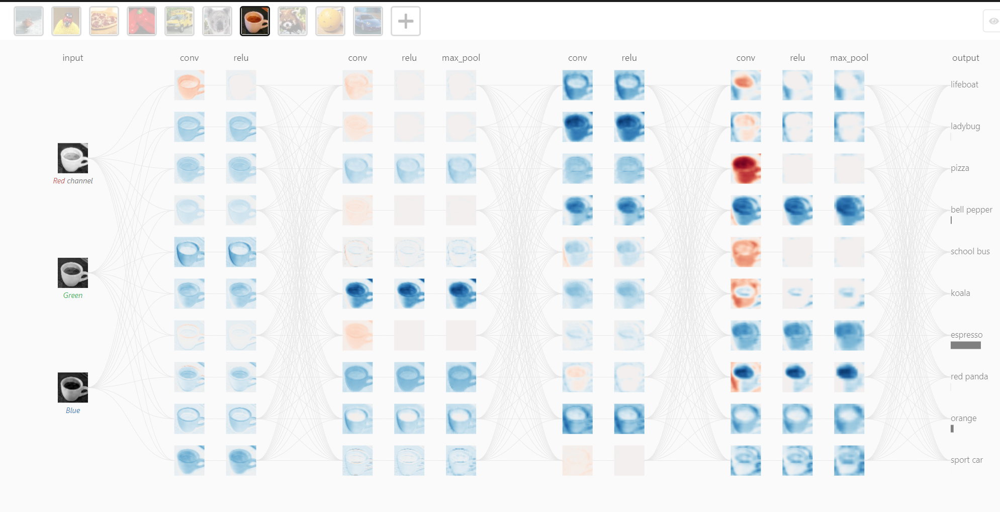 input conv relu conv relu max_pool conv relu conv relu max_pool output
lifeboat
ladybug
pizza
Red channel
bell pepper
school bus
Green
koala
espresso
red panda
Blue
orange
sport car